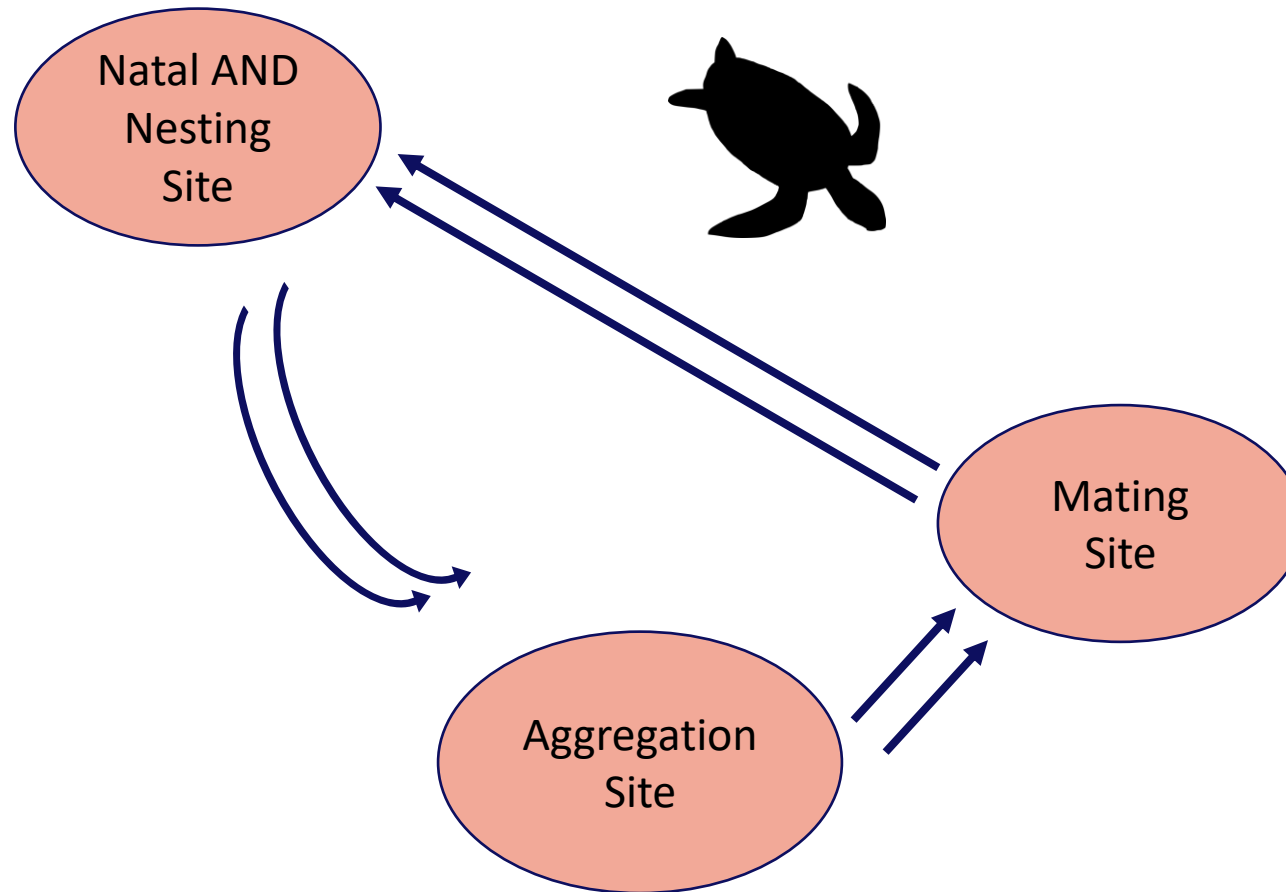 Natal AND
Nesting
Site
Mating
Site
Aggregation
Site